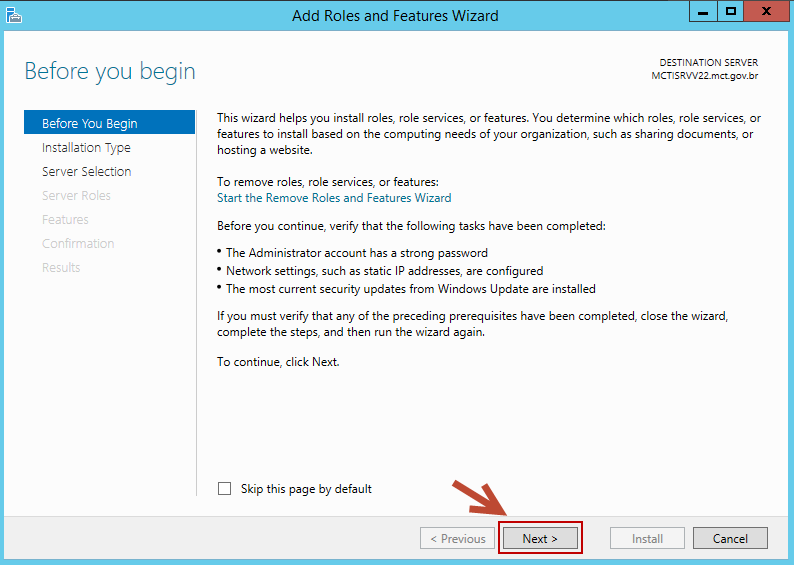 Add Roles and Features Wizard
Before you begin
DESTINATION SERVER
MCTISRVV22.mct.gov.br
Before You Begin
Installation Type
Server Selection
Server Roles
Features
Confirmation
Results
This wizard helps you install roles, role services, or features. You determine which roles, role services, or
features to install based on the computing needs of your organization, such as sharing documents, or
hosting a website.
To remove roles, role services, or features:
Start the Remove Roles and Features Wizard
Before you continue, verify that the following tasks have been completed:
• The Administrator account has a strong password
• Network settings, such as static IP addresses, are configured
• The most current security updates from Windows Update are installed
If you must verify that any of the preceding prerequisites have been completed, close the wizard,
complete the steps, and then run the wizard again.
To continue, click Next.
Skip this page by default
< Previous
Next >
Install
Cancel